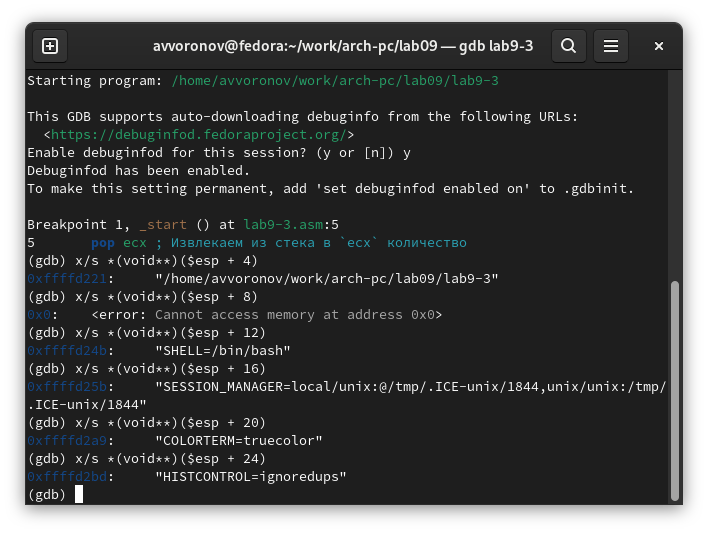 avvoronov@fedora:~/work/arch-pc/lab09 — gdb lab9-3
Starting program: /home/avvoronov/work/arch-pc/lab09/lab9-3
This GDB supports auto-downloading debuginfo from the following URLs:
<https://debuginfod.fedoraproject.org/>
Enable debuginfod for this session? (y or [n]) y
Debuginfod has been enabled.
To make this setting permanent, add 'set debuginfod enabled on' to .gdbinit.
Breakpoint 1, _start () at lab9-3.asm:5
5       pop ecx ; Извлекаем из стека в `ecx` количество
(gdb) x/s *(void**)($esp + 4)
0xffffd221:     "/home/avvoronov/work/arch-pc/lab09/lab9-3"
(gdb) x/s *(void**)($esp + 8)
0x0:    <error: Cannot access memory at address 0x0>
(gdb) x/s *(void**)($esp + 12)
0xffffd24b:     "SHELL=/bin/bash"
(gdb) x/s *(void**)($esp + 16)
0xffffd25b:     "SESSION_MANAGER=local/unix:@/tmp/.ICE-unix/1844,unix/unix:/tmp/
.ICE-unix/1844"
(gdb) x/s *(void**)($esp + 20)
0xffffd2a9:     "COLORTERM=truecolor"
(gdb) x/s *(void**)($esp + 24)
0xffffd2bd:     "HISTCONTROL=ignoredups"
(gdb)